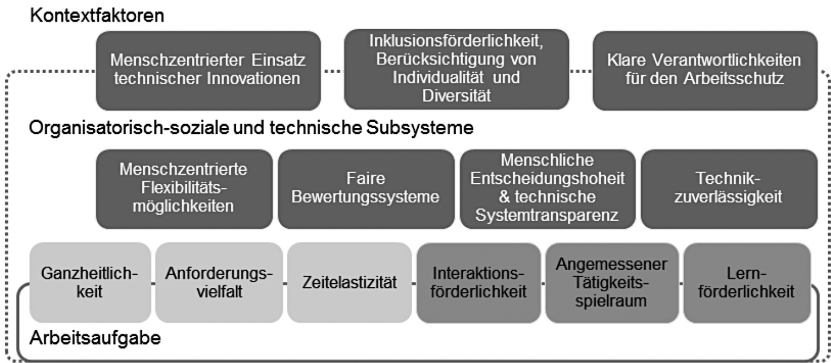 Kontextfaktoren
Menschzentrierter Einsatz
technischer Innovationen
Inklusionsförderlichkeit,
Berücksichtigung von
Individualität und
Diversität
Klare Verantwortlichkeiten
für den Arbeitsschutz
Organisatorisch-soziale und technische Subsysteme
Menschzentrierte
Flexibilitäts-
möglichkeiten
Faire
Bewertungssysteme
Menschliche
Entscheidungshoheit
& technische
Systemtransparenz
Technik-
zuverlässigkeit
Ganzheitlich-
keit
Anforderungs-
vielfalt
Zeitelastizität
Interaktions-
förderlichkeit
Angemessener
Tätigkeits-
spielraum
Lern-
förderlichkeit
Arbeitsaufgabe